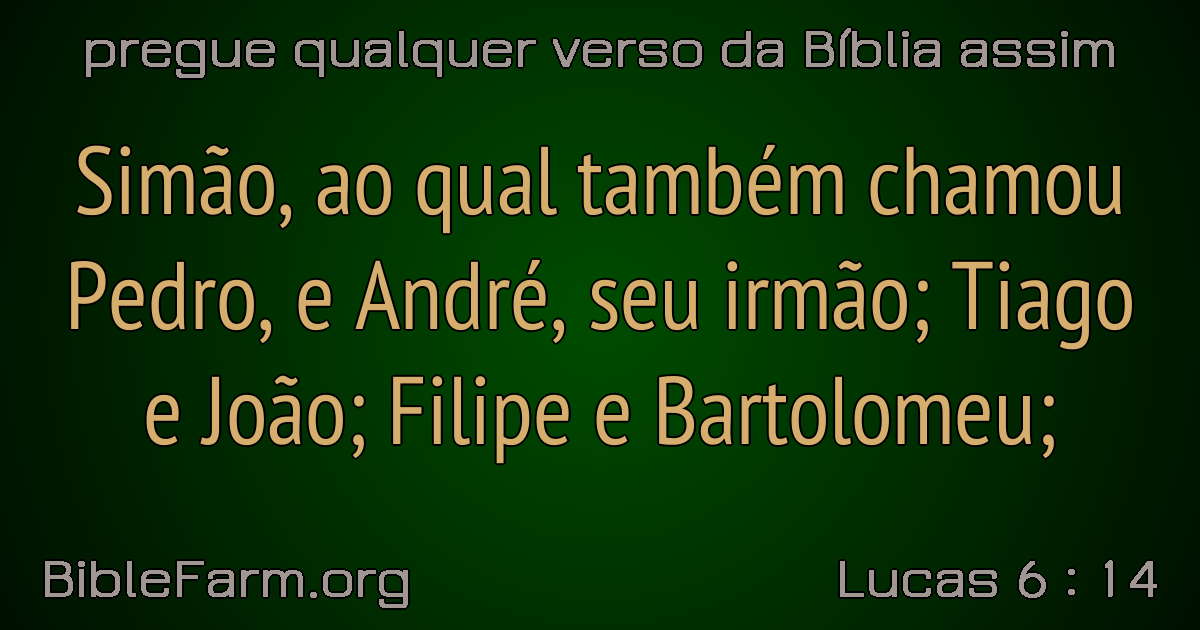 pregue qualquer verso da Bíblia assim
Simão, ao qual também chamou
Pedro, e André, seu irmão; Tiago
e João; Filipe e Bartolomeu;
BibleFarm.org
Lucas 6 : 14